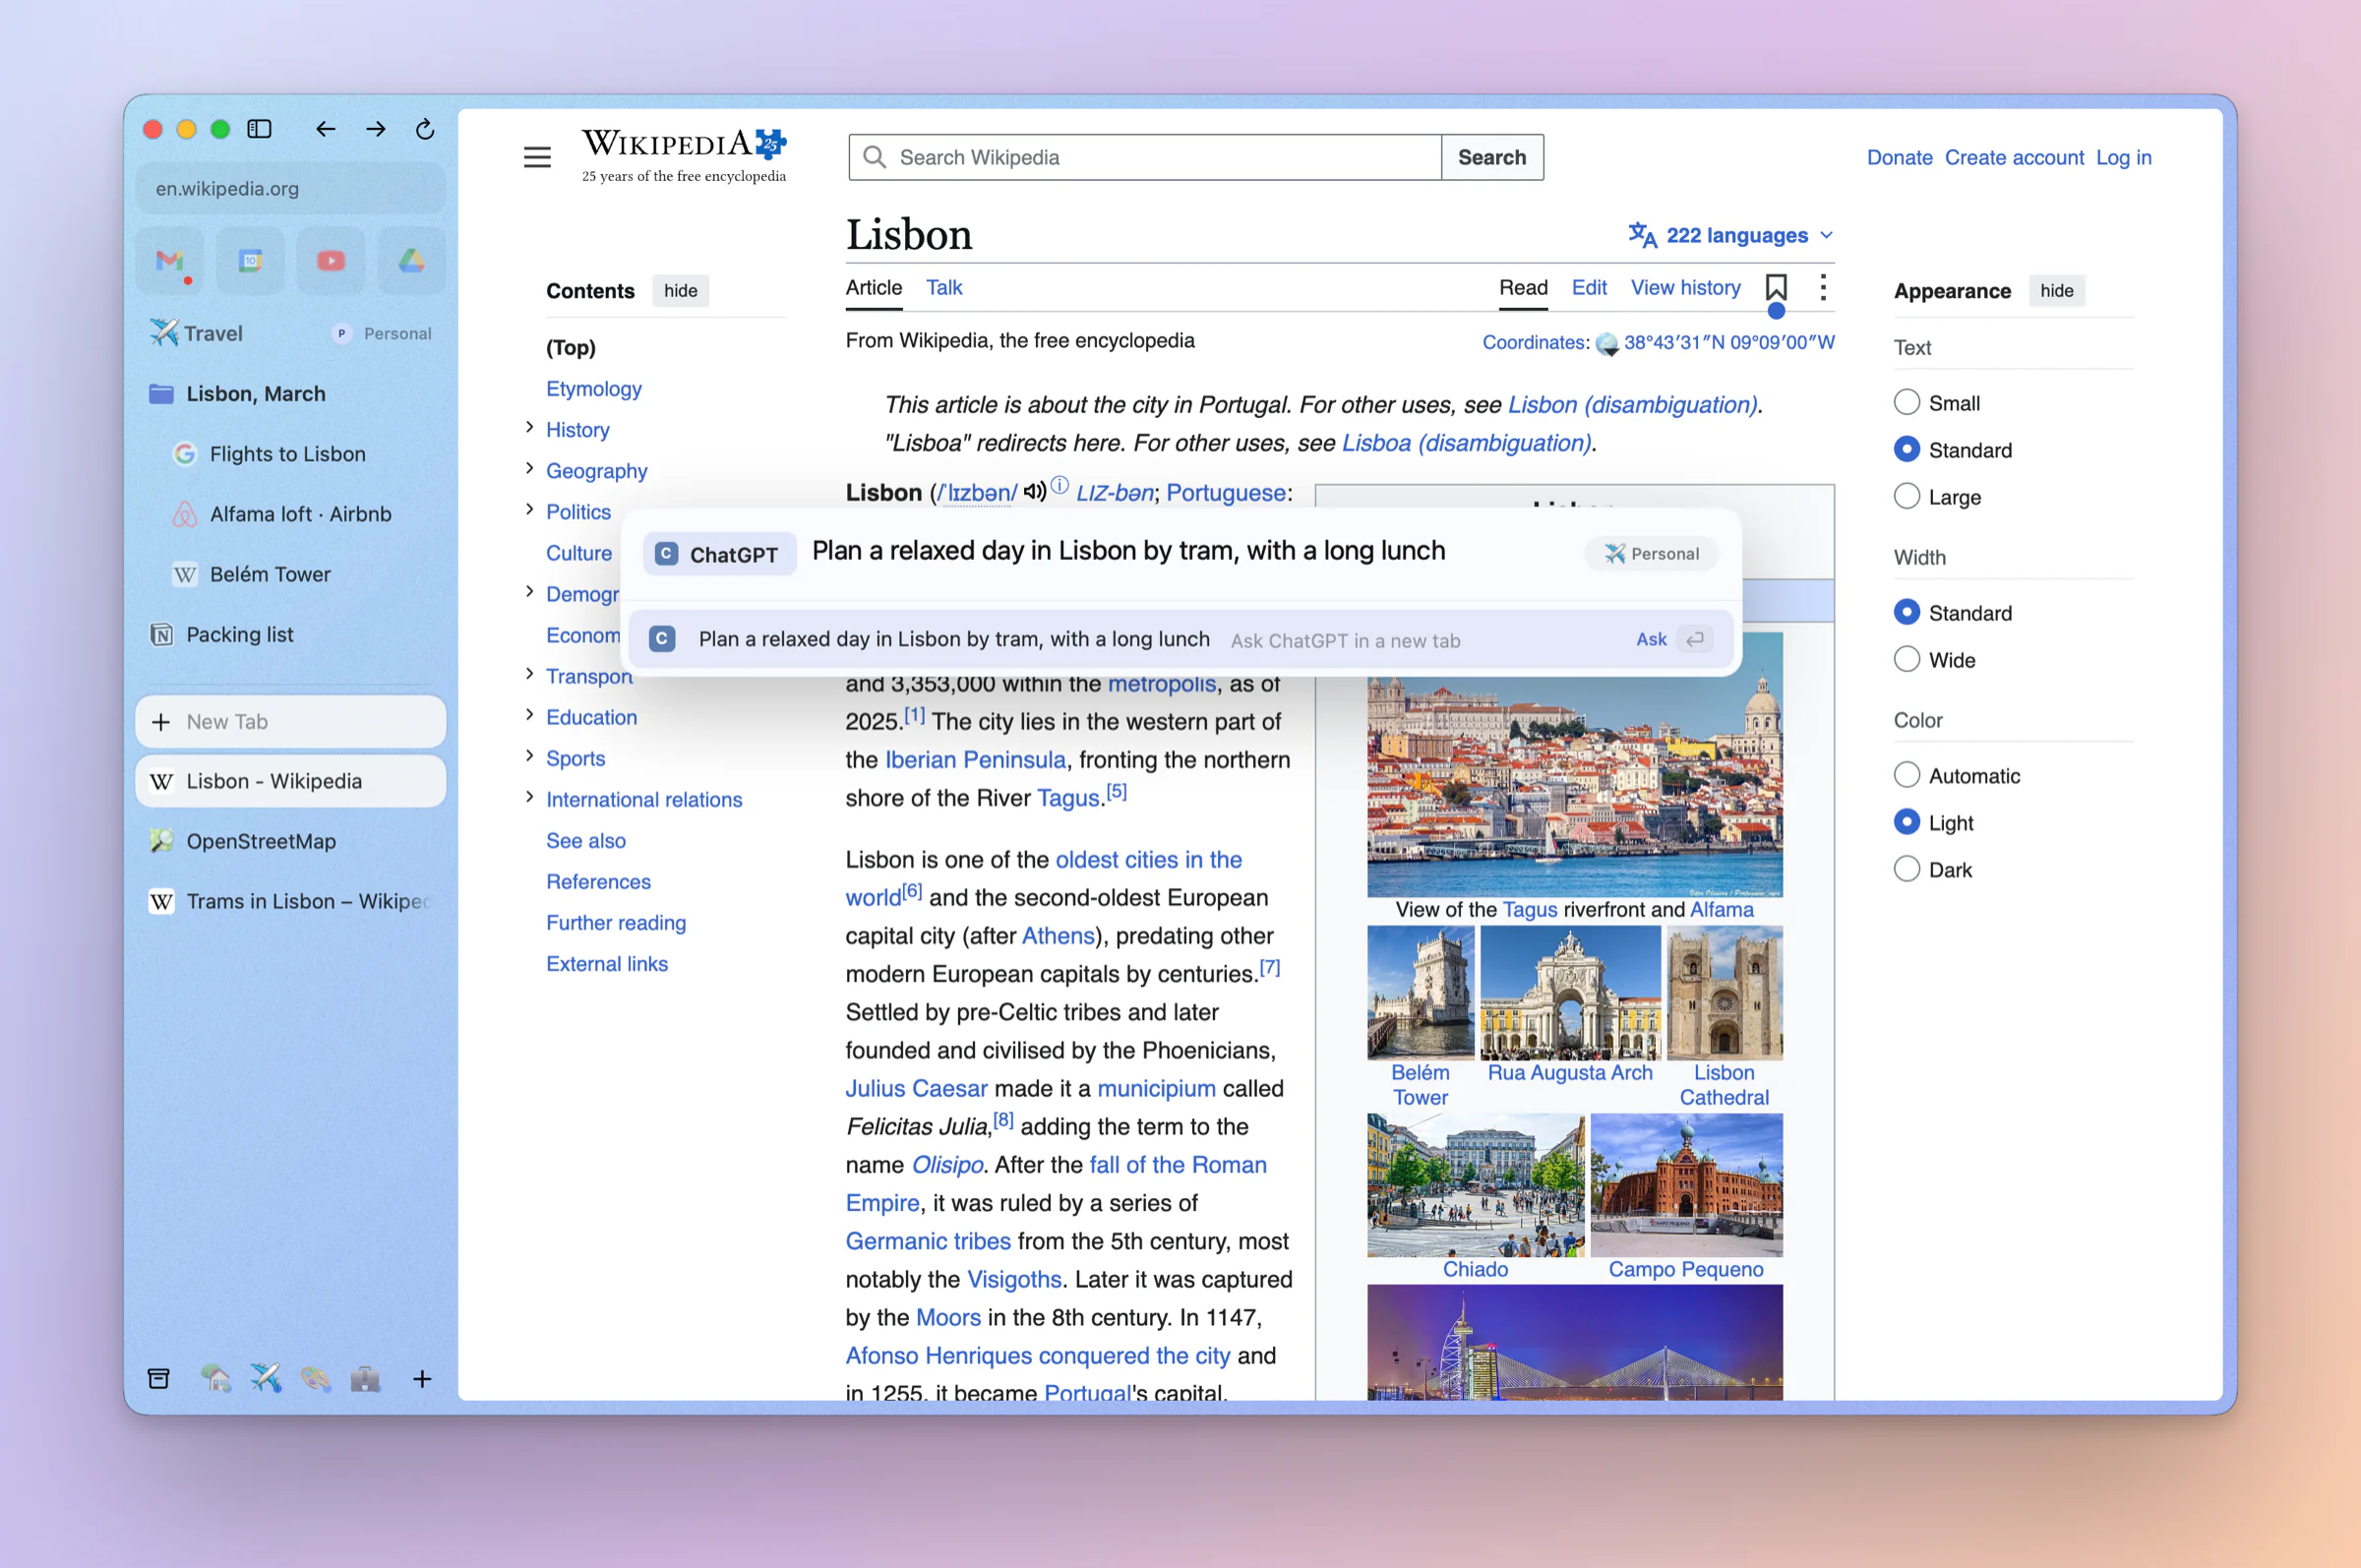 en.wikipedia.org
10
Travel
P Personal
Lisbon, March
Flights to Lisbon
Alfama loft · Airbnb
W Belém Tower
Packing list
New Tab
W Lisbon - Wikipedia
OpenStreetMap
W Trams in Lisbon – Wikiped
WIKIPEDIA 25
25 years of the free encyclopedia
Search Wikipedia
Search
Donate Create account Log in
Contents hide
(Top)
Etymology
History
Geography
Politics
Culture
Demogr
Econom
Transport
Education
Sports
International relations
See also
References
Further reading
External links
Lisbon
222 languages
Article Talk
Read Edit View history
From Wikipedia, the free encyclopedia
Coordinates: 38°43′31″N 09°09′00″W
This article is about the city in Portugal. For other uses, see Lisbon (disambiguation).
"Lisboa" redirects here. For other uses, see Lisboa (disambiguation).
Lisbon (/ˈlɪzbən/ LIZ-bən; Portuguese:
C ChatGPT Plan a relaxed day in Lisbon by tram, with a long lunch Personal
C Plan a relaxed day in Lisbon by tram, with a long lunch Ask ChatGPT in a new tab Ask
and 3,353,000 within the metropolis, as of
2025.[1] The city lies in the western part of
the Iberian Peninsula, fronting the northern
shore of the River Tagus.[5]
Lisbon is one of the oldest cities in the
world[6] and the second-oldest European
capital city (after Athens), predating other
modern European capitals by centuries.[7]
Settled by pre-Celtic tribes and later
founded and civilised by the Phoenicians,
Julius Caesar made it a municipium called
Felicitas Julia,[8] adding the term to the
name Olisipo. After the fall of the Roman
Empire, it was ruled by a series of
Germanic tribes from the 5th century, most
notably the Visigoths. Later it was captured
by the Moors in the 8th century. In 1147,
Afonso Henriques conquered the city and
in 1255, it became Portugal's capital.
View of the Tagus riverfront and Alfama
Belém
Tower
Rua Augusta Arch
Lisbon
Cathedral
CAMPO PEQUENO
Chiado
Campo Pequeno
Appearance hide
Text
Small
Standard
Large
Width
Standard
Wide
Color
Automatic
Light
Dark